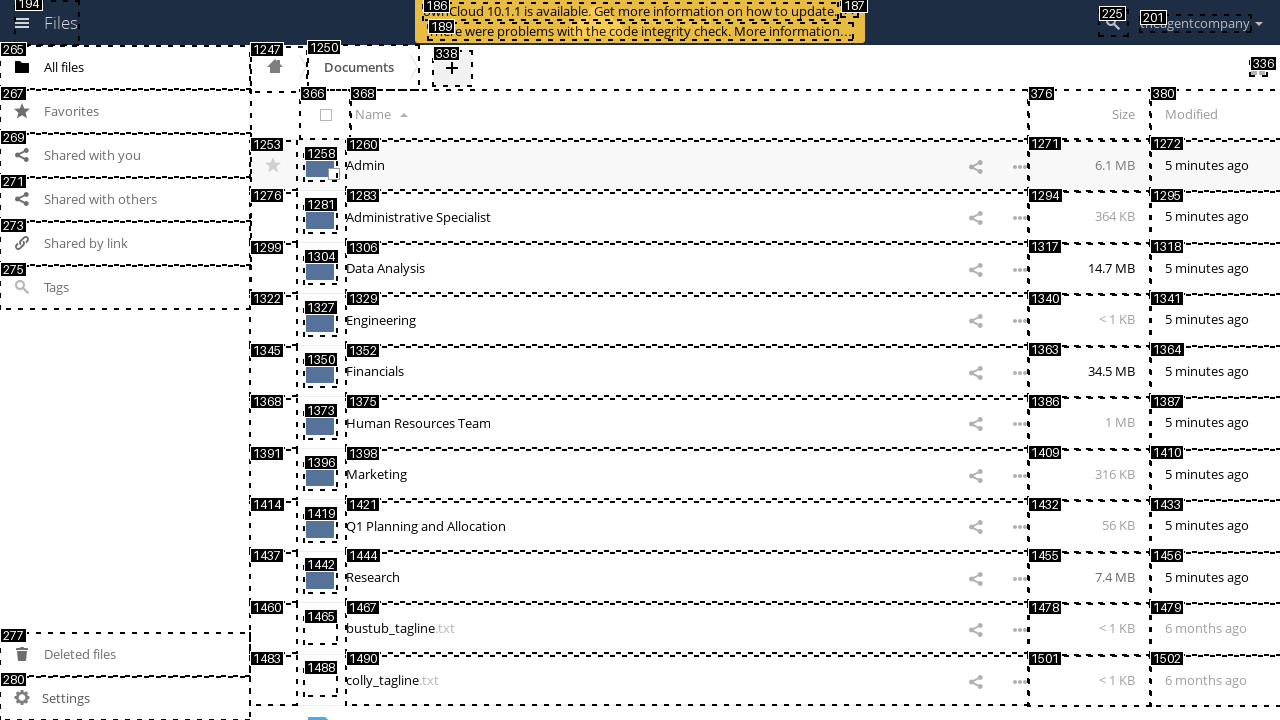 194
Files
186
ownCloud 10.1.1 is available. Get more information on how to update.
187
189
There were problems with the code integrity check. More information…
225
201
theagentcompany
265
All files
267
Favorites
269
Shared with you
271
Shared with others
273
Shared by link
275
Tags
277
Deleted files
280
Settings
1247
1250
Documents
338
+
336
366
368
Name
376
Size
380
Modified
1253
1258
1260
Admin
1271
6.1 MB
1272
5 minutes ago
1276
1281
1283
Administrative Specialist
1294
364 KB
1295
5 minutes ago
1299
1304
1306
Data Analysis
1317
14.7 MB
1318
5 minutes ago
1322
1327
1329
Engineering
1340
< 1 KB
1341
5 minutes ago
1345
1350
1352
Financials
1363
34.5 MB
1364
5 minutes ago
1368
1373
1375
Human Resources Team
1386
1 MB
1387
5 minutes ago
1391
1396
1398
Marketing
1409
316 KB
1410
5 minutes ago
1414
1419
1421
Q1 Planning and Allocation
1432
56 KB
1433
5 minutes ago
1437
1442
1444
Research
1455
7.4 MB
1456
5 minutes ago
1460
1465
1467
bustub_tagline.txt
1478
< 1 KB
1479
6 months ago
1483
1488
1490
colly_tagline.txt
1501
< 1 KB
1502
6 months ago